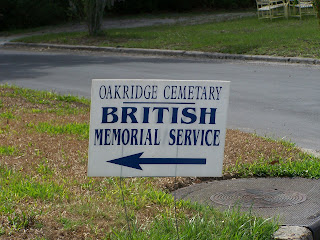 OAKRIDGE CEMETARY
BRITISH
MEMORIAL SERVICE